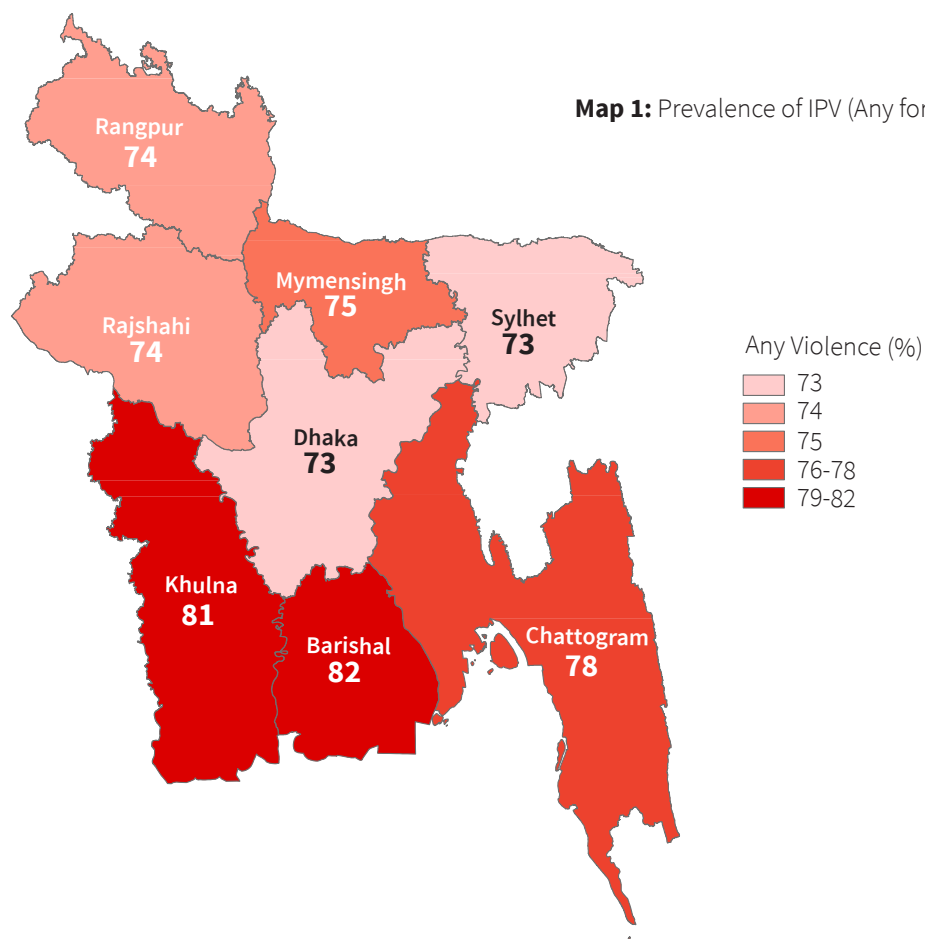 Map 1: Prevalence of IPV (Any for
Rangpur
74
Mymensingh
75
Sylhet
73
Rajshahi
74
Dhaka
73
Khulna
81
Barishal
82
Chattogram
78
Any Violence (%)
73
74
75
76-78
79-82